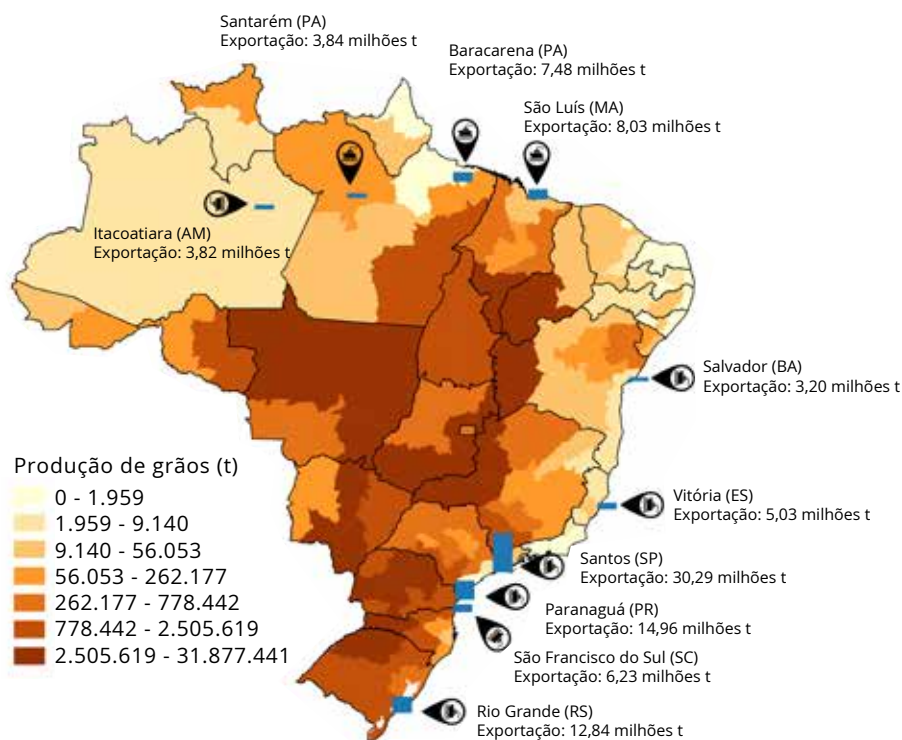 Santarém (PA)
Exportação: 3,84 milhões t
Baracarena (PA)
Exportação: 7,48 milhões t
São Luís (MA)
Exportação: 8,03 milhões t
Itacoatiara (AM)
Exportação: 3,82 milhões t
Salvador (BA)
Exportação: 3,20 milhões t
Produção de grãos (t)
0 - 1.959
1.959 - 9.140
9.140 - 56.053
56.053 - 262.177
262.177 - 778.442
778.442 - 2.505.619
2.505.619 - 31.877.441
Vitória (ES)
Exportação: 5,03 milhões t
Santos (SP)
Exportação: 30,29 milhões t
Paranaguá (PR)
Exportação: 14,96 milhões t
São Francisco do Sul (SC)
Exportação: 6,23 milhões t
Rio Grande (RS)
Exportação: 12,84 milhões t